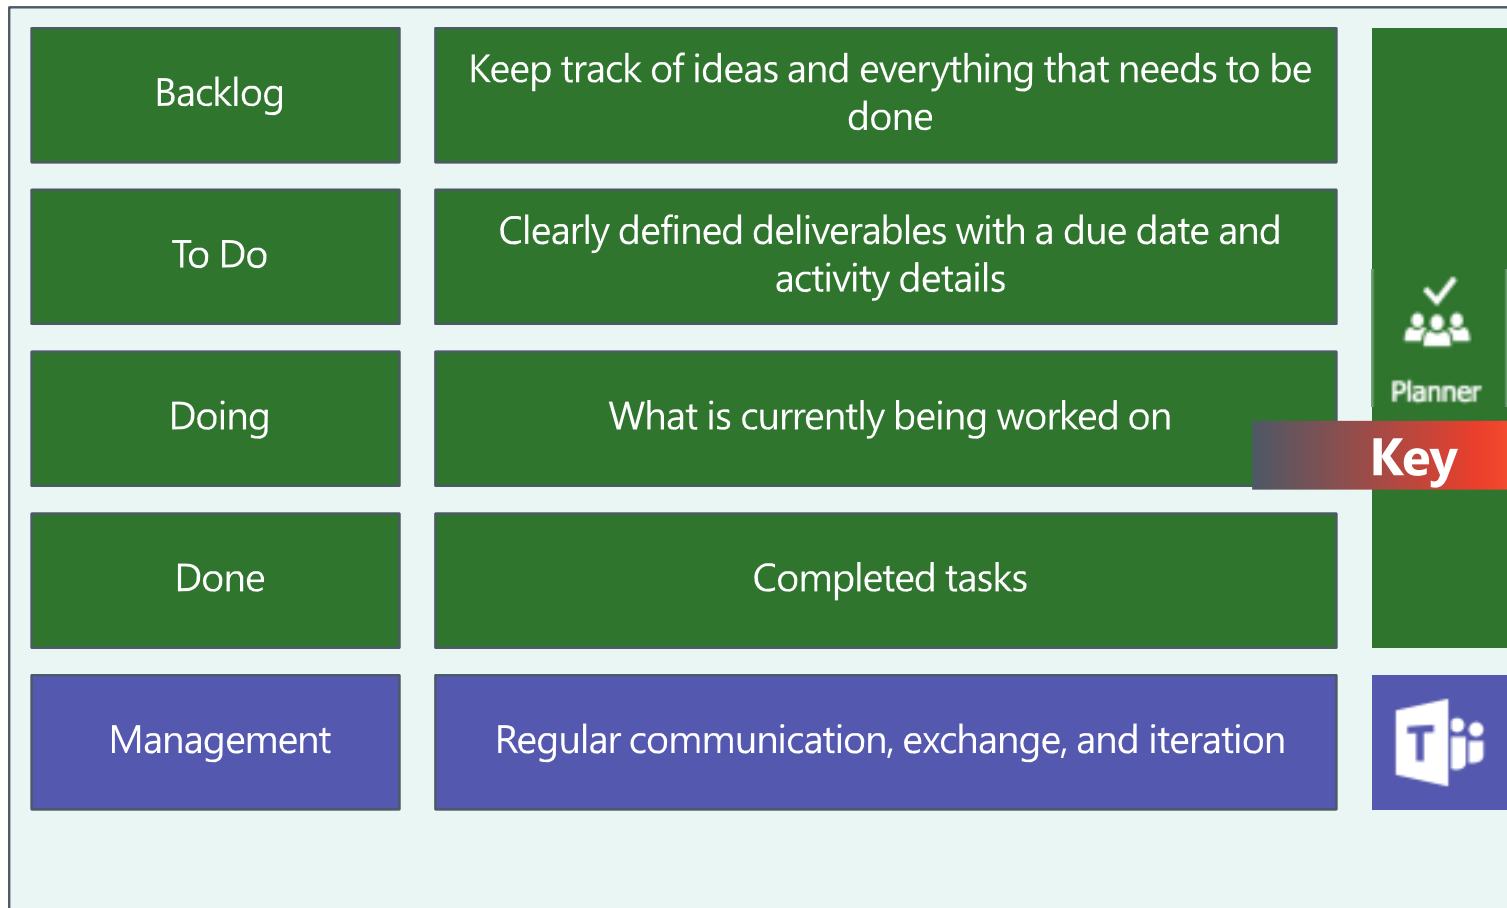 Backlog
Keep track of ideas and everything that needs to be
done
To Do
Clearly defined deliverables with a due date and
activity details
Planner
Doing
What is currently being worked on
Key
Done
Completed tasks
Management
Regular communication, exchange, and iteration
T